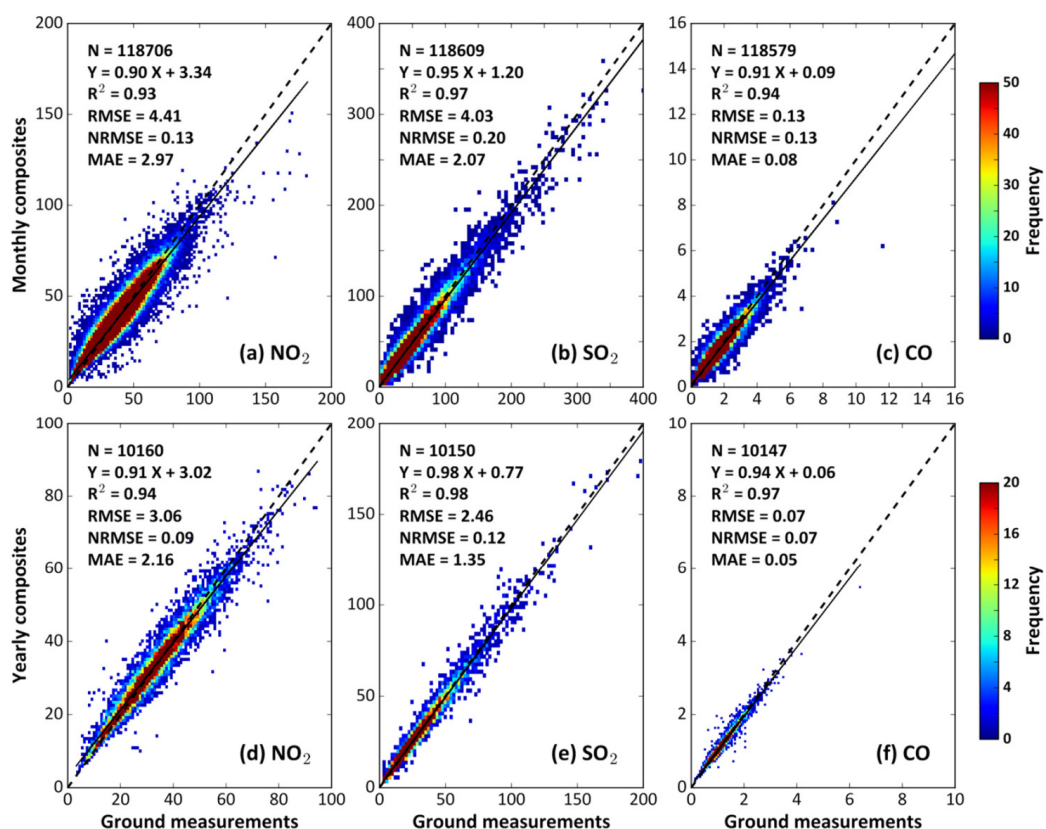 200
150
100
50
0
0
50
100
150
200
Monthly composites
N = 118706
Y = 0.90 X + 3.34
R² = 0.93
RMSE = 4.41
NRMSE = 0.13
MAE = 2.97
(a) NO₂
400
300
200
100
0
0
50
100
150
200
250
300
350
400
N = 118609
Y = 0.95 X + 1.20
R² = 0.97
RMSE = 4.03
NRMSE = 0.20
MAE = 2.07
(b) SO₂
16
14
12
10
8
6
4
2
0
0
2
4
6
8
10
12
14
16
N = 118579
Y = 0.91 X + 0.09
R² = 0.94
RMSE = 0.13
NRMSE = 0.13
MAE = 0.08
(c) CO
50
40
30
20
10
0
Frequency
100
80
60
40
20
0
0
20
40
60
80
100
Yearly composites
N = 10160
Y = 0.91 X + 3.02
R² = 0.94
RMSE = 3.06
NRMSE = 0.09
MAE = 2.16
(d) NO₂
Ground measurements
200
150
100
50
0
0
50
100
150
200
N = 10150
Y = 0.98 X + 0.77
R² = 0.98
RMSE = 2.46
NRMSE = 0.12
MAE = 1.35
(e) SO₂
Ground measurements
10
8
6
4
2
0
0
2
4
6
8
10
N = 10147
Y = 0.94 X + 0.06
R² = 0.97
RMSE = 0.07
NRMSE = 0.07
MAE = 0.05
(f) CO
Ground measurements
20
16
12
8
4
0
Frequency